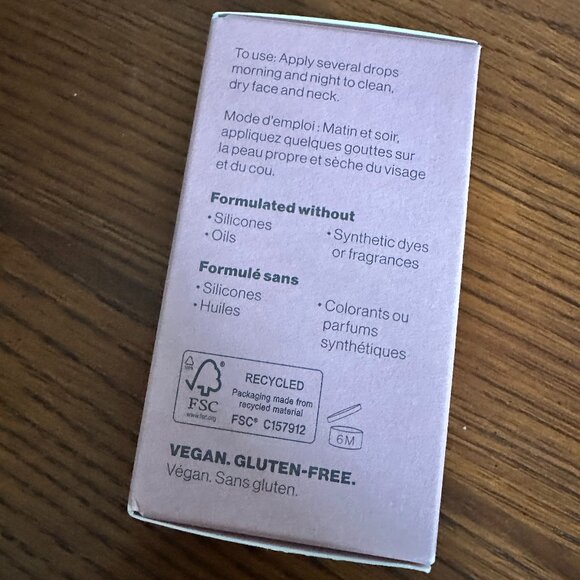 To use: Apply several drops
morning and night to clean,
dry face and neck.
Mode d'emploi : Matin et soir,
appliquez quelques gouttes sur
la peau propre et sèche du visage
et du cou.
Formulated without
• Silicones
• Oils
• Synthetic dyes
or fragrances
Formulé sans
• Silicones
• Huiles
• Colorants ou
parfums
synthétiques
FSC
www.fsc.org
RECYCLED
Packaging made from
recycled material
FSC® C157912
6M
VEGAN. GLUTEN-FREE.
Végan. Sans gluten.